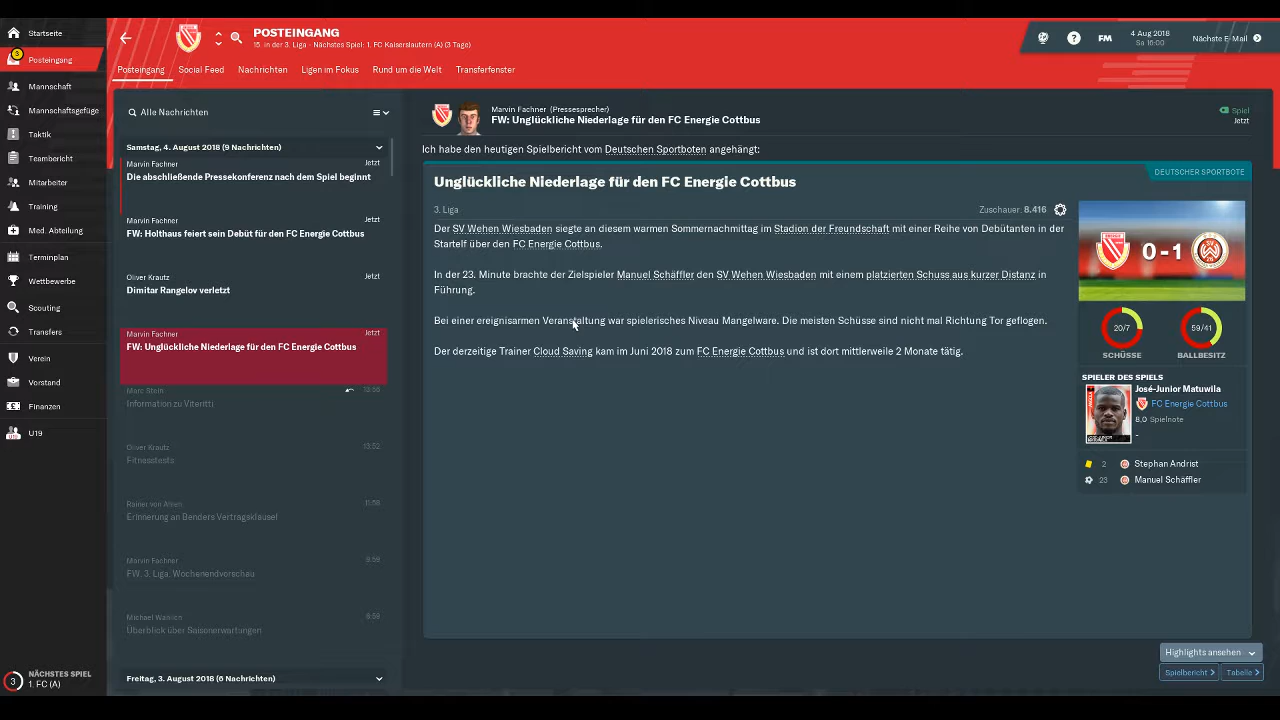 Startseite
3
Posteingang
Mannschaft
Mannschaftsgefüge
Taktik
Teambericht
Mitarbeiter
Training
Med. Abteilung
Terminplan
Wettbewerbe
Scouting
Transfers
Verein
Vorstand
Finanzen
U19
U19
3
NÄCHSTES SPIEL
1. FC (A)
POSTEINGANG
15. in der 3. Liga - Nächstes Spiel: 1. FC Kaiserslautern (A) (3 Tage)
? FM
4 Aug 2018
Sa 16:00
NÄCHSTE E-MAIL
Posteingang Social Feed Nachrichten Ligen im Fokus Rund um die Welt Transferfenster
Alle Nachrichten
Samstag, 4. August 2018 (9 Nachrichten)
Marvin Fachner Jetzt
Die abschließende Pressekonferenz nach dem Spiel beginnt
Marvin Fachner Jetzt
FW: Holthaus feiert sein Debüt für den FC Energie Cottbus
Oliver Krautz Jetzt
Dimitar Rangelov verletzt
Marvin Fachner Jetzt
FW: Unglückliche Niederlage für den FC Energie Cottbus
Marc Stein 13:56
Information zu Viteritti
Oliver Krautz 13:52
Fitnesstests
Rainer von Ahsen 11:56
Erinnerung an Benders Vertragsklausel
Marvin Fachner 9:59
FW: 3. Liga: Wochenendvorschau
Michael Wahlich 6:59
Überblick über Saisonerwartungen
Freitag, 3. August 2018 (6 Nachrichten)
Marvin Fachner (Pressesprecher)
FW: Unglückliche Niederlage für den FC Energie Cottbus
Spiel
Jetzt
Ich habe den heutigen Spielbericht vom Deutschen Sportboten angehängt:
Unglückliche Niederlage für den FC Energie Cottbus
DEUTSCHER SPORTBOTE
3. Liga
Zuschauer: 8.416
Der SV Wehen Wiesbaden siegte an diesem warmen Sommernachmittag im Stadion der Freundschaft mit einer Reihe von Debütanten in der
Startelf über den FC Energie Cottbus.
In der 23. Minute brachte der Zielspieler Manuel Schäffler den SV Wehen Wiesbaden mit einem platzierten Schuss aus kurzer Distanz in
Führung.
Bei einer ereignisarmen Veranstaltung war spielerisches Niveau Mangelware. Die meisten Schüsse sind nicht mal Richtung Tor geflogen.
Der derzeitige Trainer Cloud Saving kam im Juni 2018 zum FC Energie Cottbus und ist dort mittlerweile 2 Monate tätig.
0 - 1
20/7
SCHÜSSE
59/41
BALLBESITZ
SPIELER DES SPIELS
José-Junior Matuwila
FC Energie Cottbus
8.0 Spielnote
-
2 Stephan Andrist
23 Manuel Schäffler
Highlights ansehen
Spielbericht
Tabelle